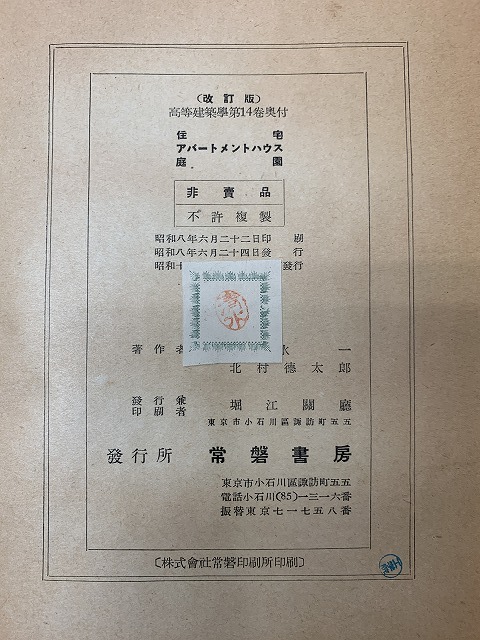 (改訂版)
高等建築學第14卷奥付
住宅
アパートメントハウス
庭園
非賣品
不許複製
昭和八年六月二十二日印刷
昭和八年六月二十四日發行
昭和十 發行
著作者 永一
北村德太郎
發行兼
印刷者 堀江關廳
東京市小石川區諏訪町五五
發行所 常磐書房
東京市小石川區諏訪町五五
電話小石川(85)一三一六番
振替東京七一七五八番
〔株式會社常磐印刷所印刷〕